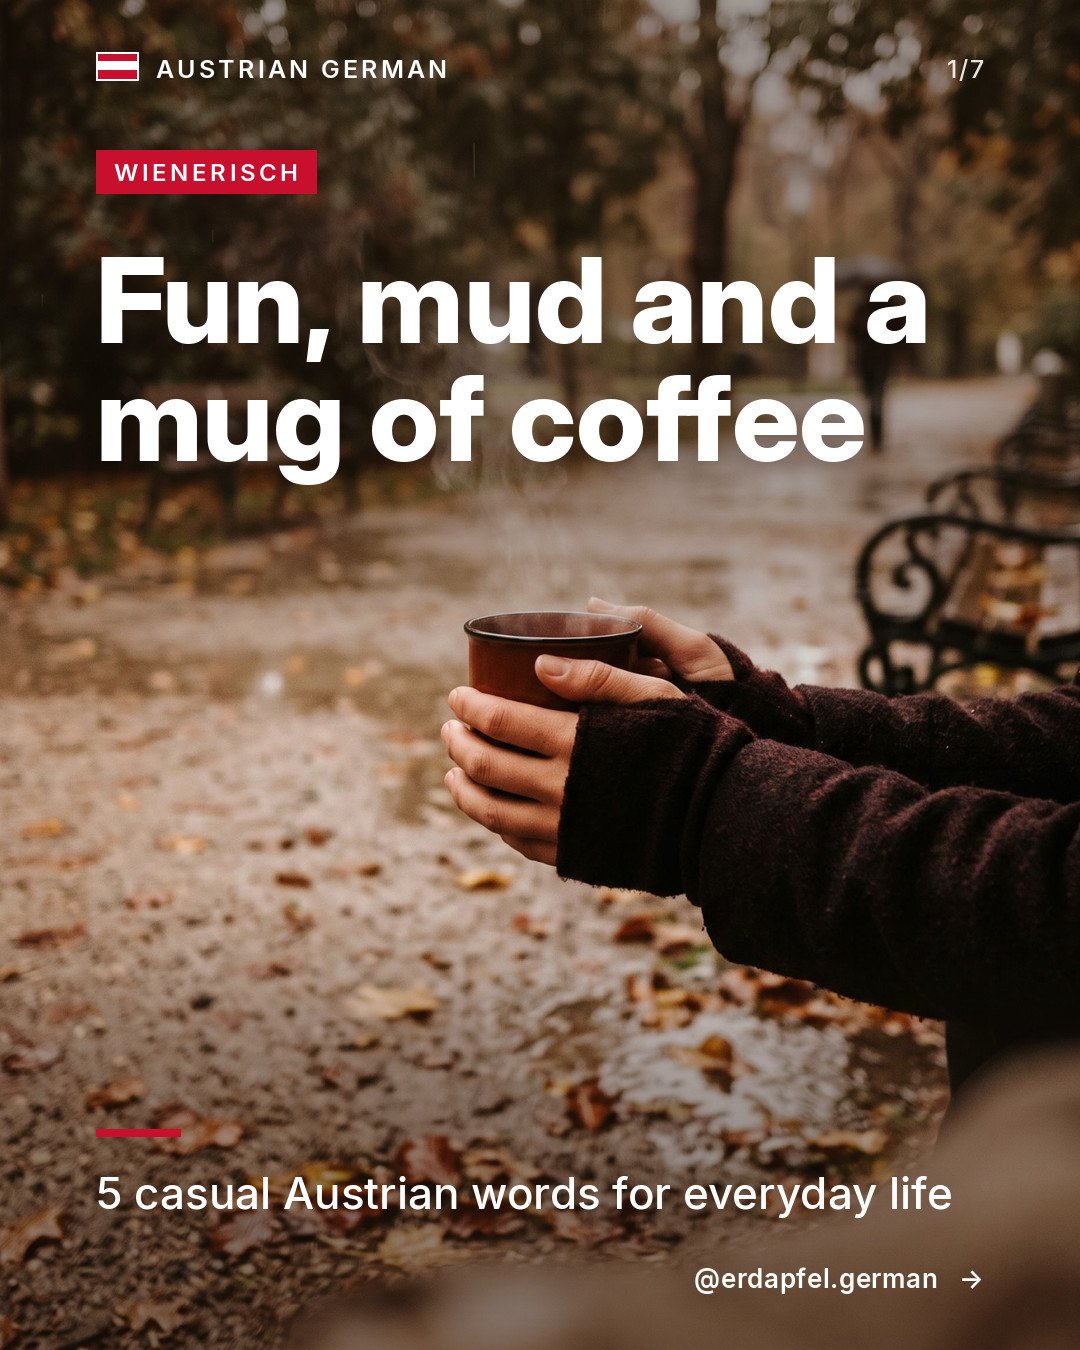 AUSTRIAN GERMAN
1/7
WIENERISCH
Fun, mud and a
mug of coffee
5 casual Austrian words for everyday life
@erdapfel.german →